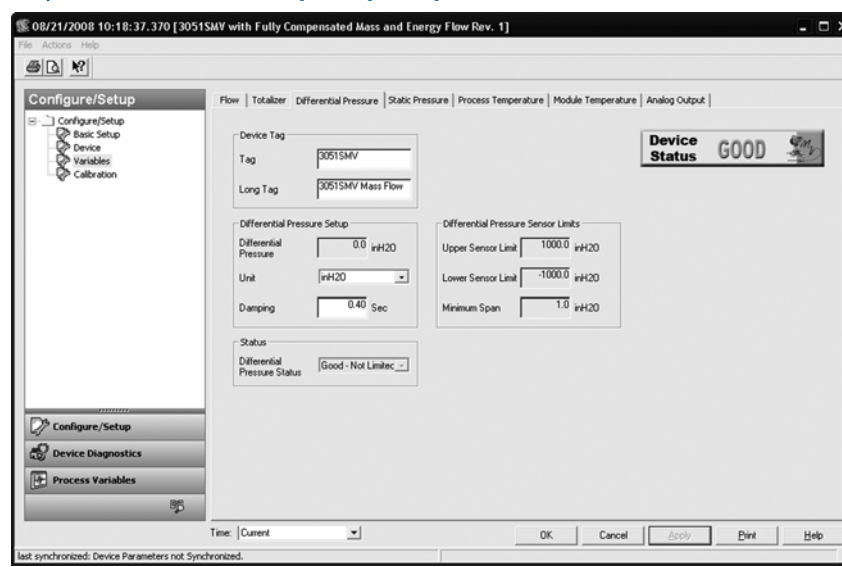 08/21/2008 10:18:37.370 [3051SMV with Fully Compensated Mass and Energy Flow Rev. 1]
File Actions Help
Configure/Setup
Configure/Setup
Basic Setup
Device
Variables
Calibration
Configure/Setup
Device Diagnostics
Process Variables
Flow Totalizer Differential Pressure Static Pressure Process Temperature Module Temperature Analog Output
Device Tag
Tag 3051SMV
Long Tag 3051SMV Mass Flow
Device Status GOOD
Differential Pressure Setup
Differential Pressure 0.0 inH2O
Unit inH2O
Damping 0.40 Sec
Differential Pressure Sensor Limits
Upper Sensor Limit 1000.0 inH2O
Lower Sensor Limit -1000.0 inH2O
Minimum Span 1.0 inH2O
Status
Differential Pressure Status Good - Not Limitec
Time: Current
OK Cancel Apply Print Help
last synchronized: Device Parameters not Synchronized.